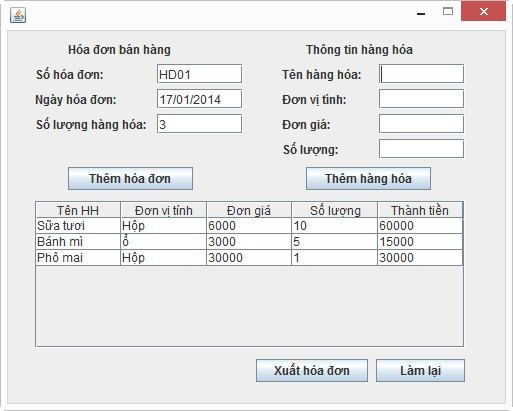 Hóa đơn bán hàng Thông tin hàng hóa
Số hóa đơn: HD01 Tên hàng hóa:
Ngày hóa đơn: 17/01/2014 Đơn vị tính:
Số lượng hàng hóa: 3 Đơn giá:
Số lượng:
Thêm hóa đơn Thêm hàng hóa
Tên HH Đơn vị tính Đơn giá Số lượng Thành tiền
Sữa tươi Hộp 6000 10 60000
Bánh mì ổ 3000 5 15000
Phô mai Hộp 30000 1 30000
Xuất hóa đơn Làm lại